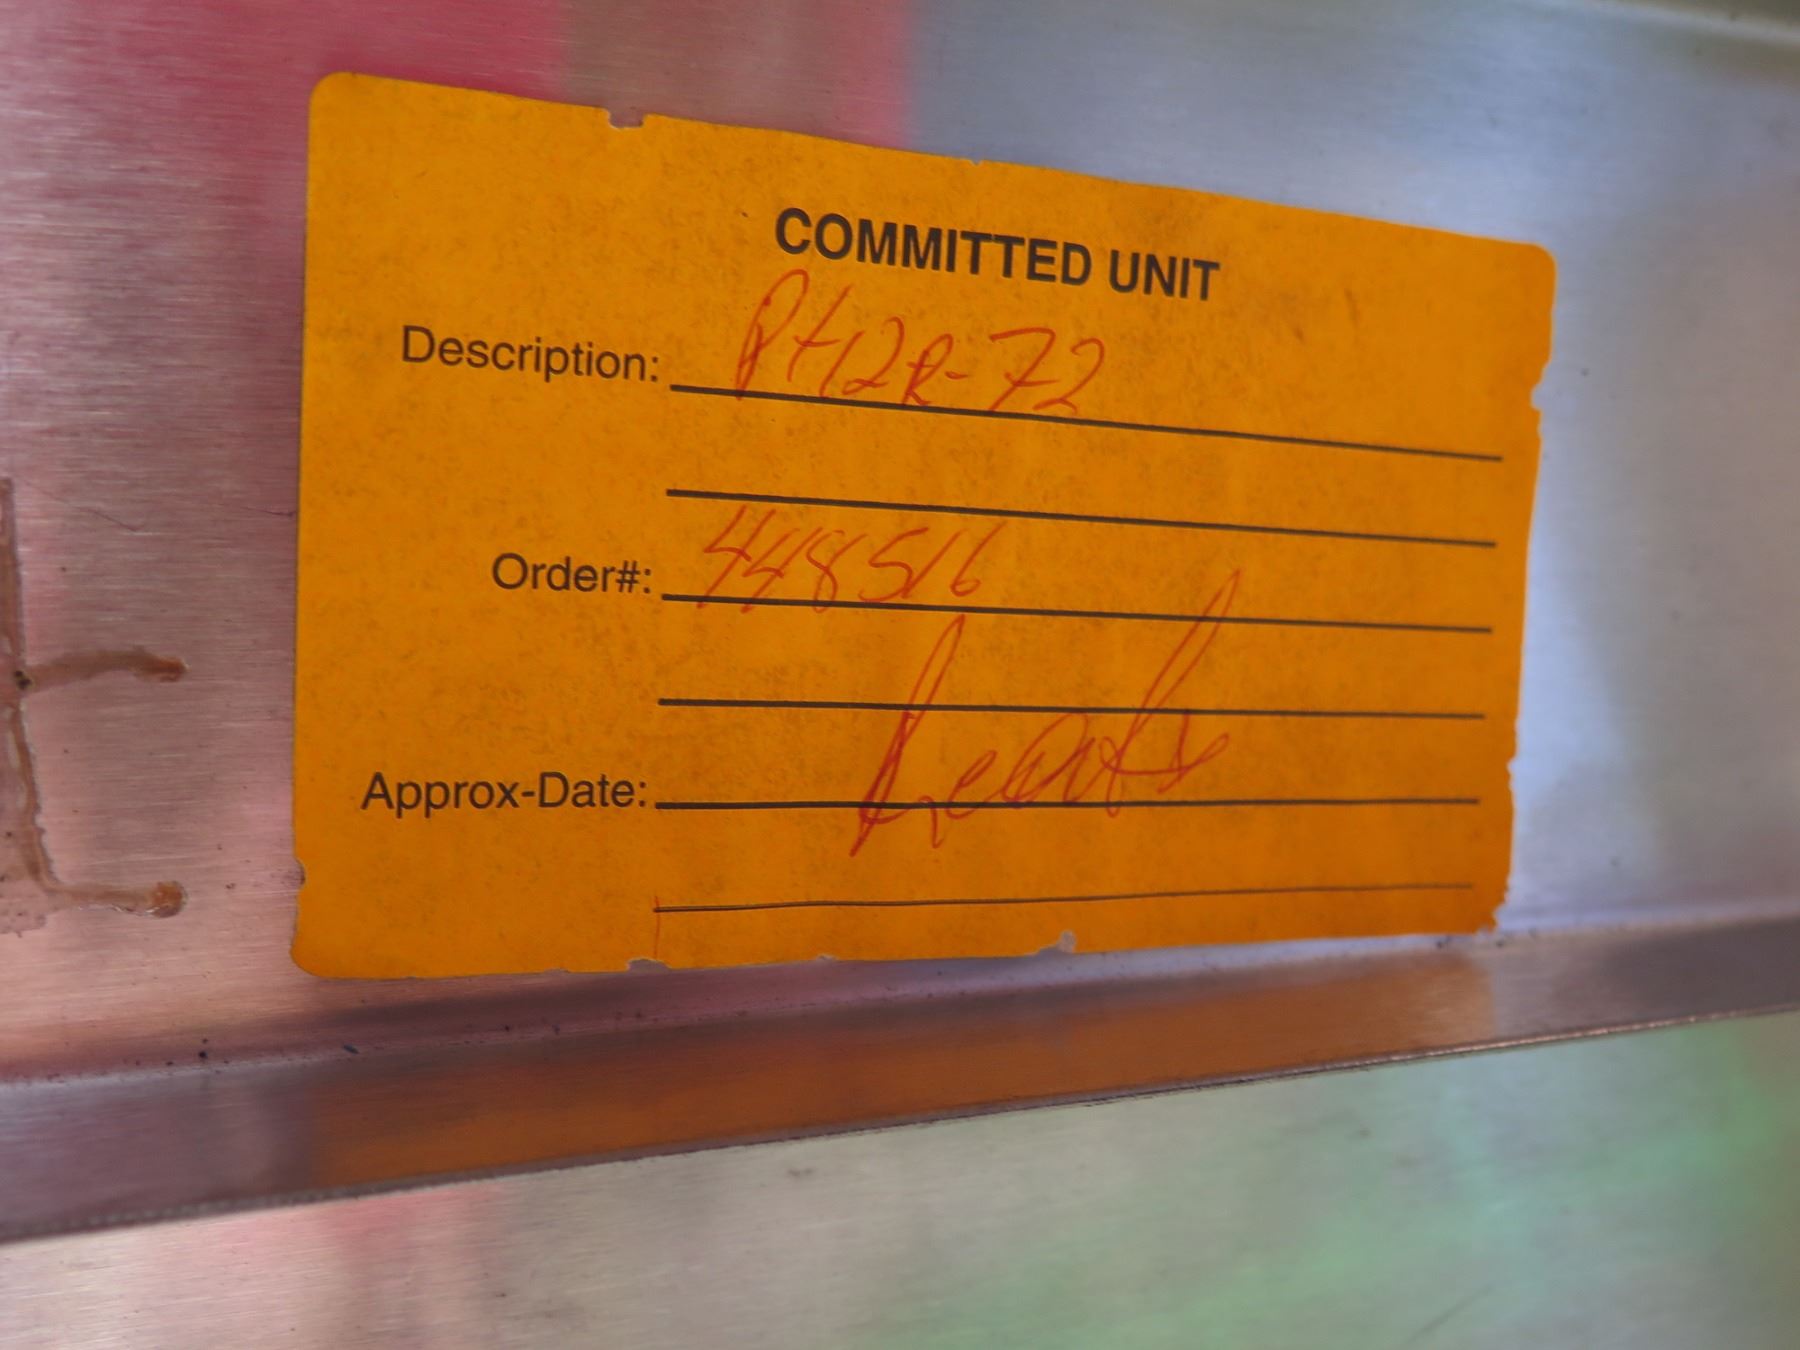 COMMITTED UNIT
Description: Pt12R-72
Order#: 448516
Approx-Date: